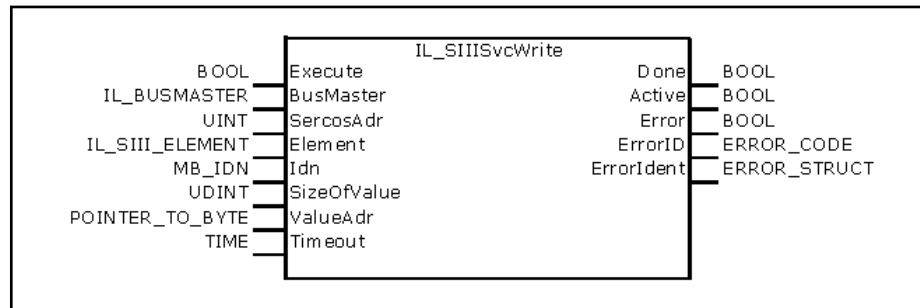 IL_SIIISvcWrite
BOOL Execute Done BOOL
IL_BUSMASTER BusMaster Active BOOL
UINT SercosAdr Error BOOL
IL_SIII_ELEMENT Element ErrorID ERROR_CODE
MB_IDN Idn ErrorIdent ERROR_STRUCT
UDINT SizeOfValue
POINTER_TO_BYTE ValueAdr
TIME Timeout